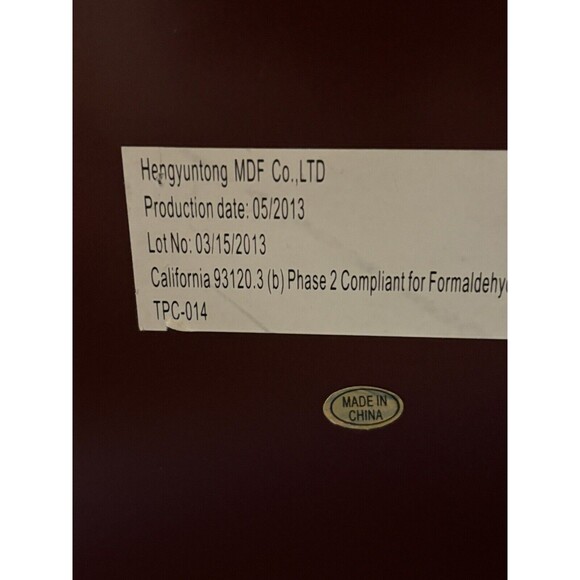 Hengyuntong MDF Co.,LTD
Production date: 05/2013
Lot No: 03/15/2013
California 93120.3 (b) Phase 2 Compliant for
TPC-014
MADE IN
CHINA